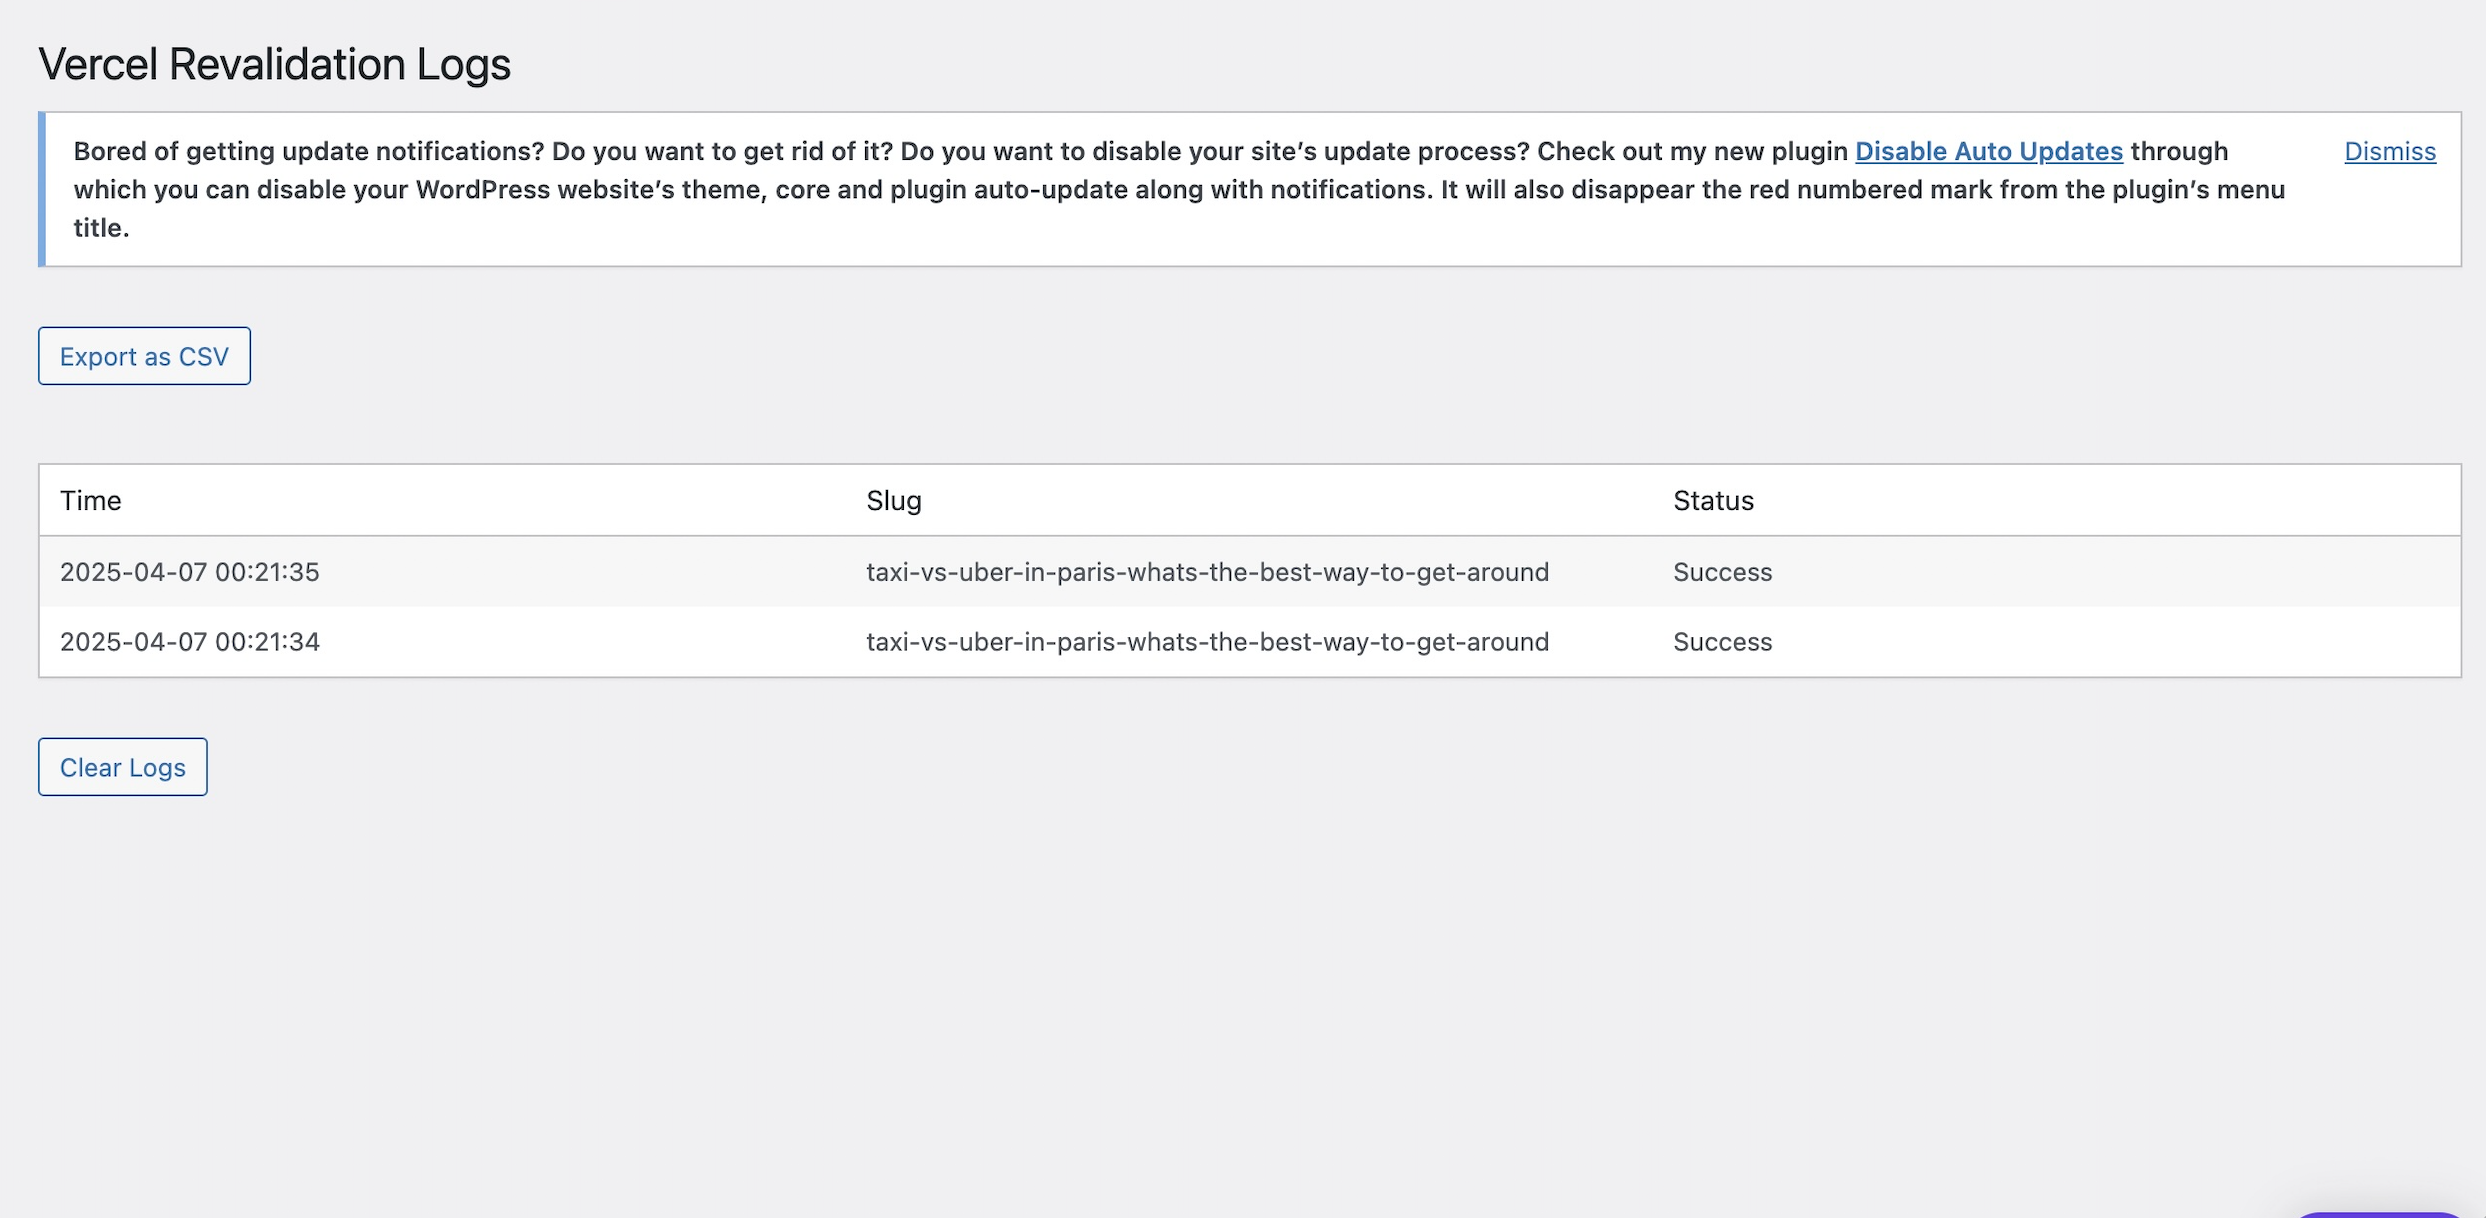 Vercel Revalidation Logs
Bored of getting update notifications? Do you want to get rid of it? Do you want to disable your site’s update process? Check out my new plugin Disable Auto Updates through
which you can disable your WordPress website’s theme, core and plugin auto-update along with notifications. It will also disappear the red numbered mark from the plugin’s menu
title.
Dismiss
Export as CSV
Time Slug Status
2025-04-07 00:21:35 taxi-vs-uber-in-paris-whats-the-best-way-to-get-around Success
2025-04-07 00:21:34 taxi-vs-uber-in-paris-whats-the-best-way-to-get-around Success
Clear Logs